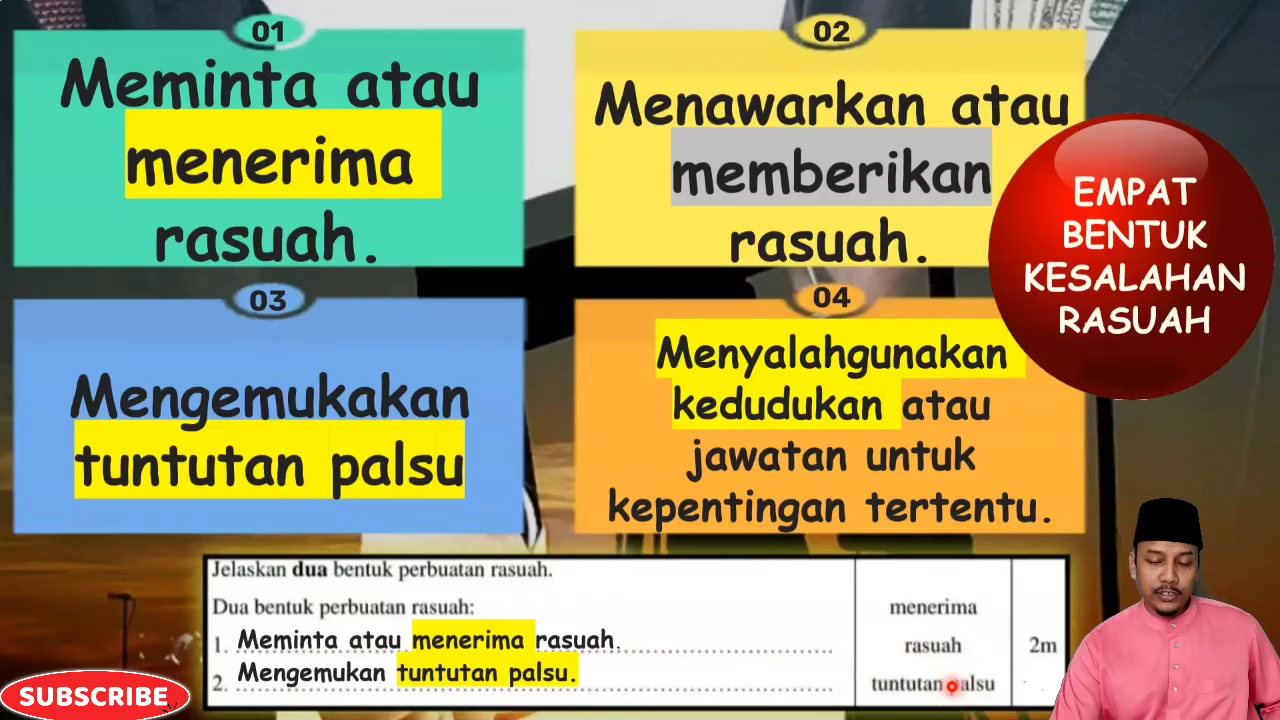 01
Meminta atau
menerima
rasuah.
02
Menawarkan atau
memberikan
rasuah.
EMPAT
BENTUK
KESALAHAN
RASUAH
03
Mengemukakan
tuntutan palsu
04
Menyalahgunakan
kedudukan atau
jawatan untuk
kepentingan tertentu.
Jelaskan dua bentuk perbuatan rasuah.
Dua bentuk perbuatan rasuah:
1. Meminta atau menerima rasuah.
2. Mengemukan tuntutan palsu.
menerima
rasuah
tuntutan palsu
2m
SUBSCRIBE